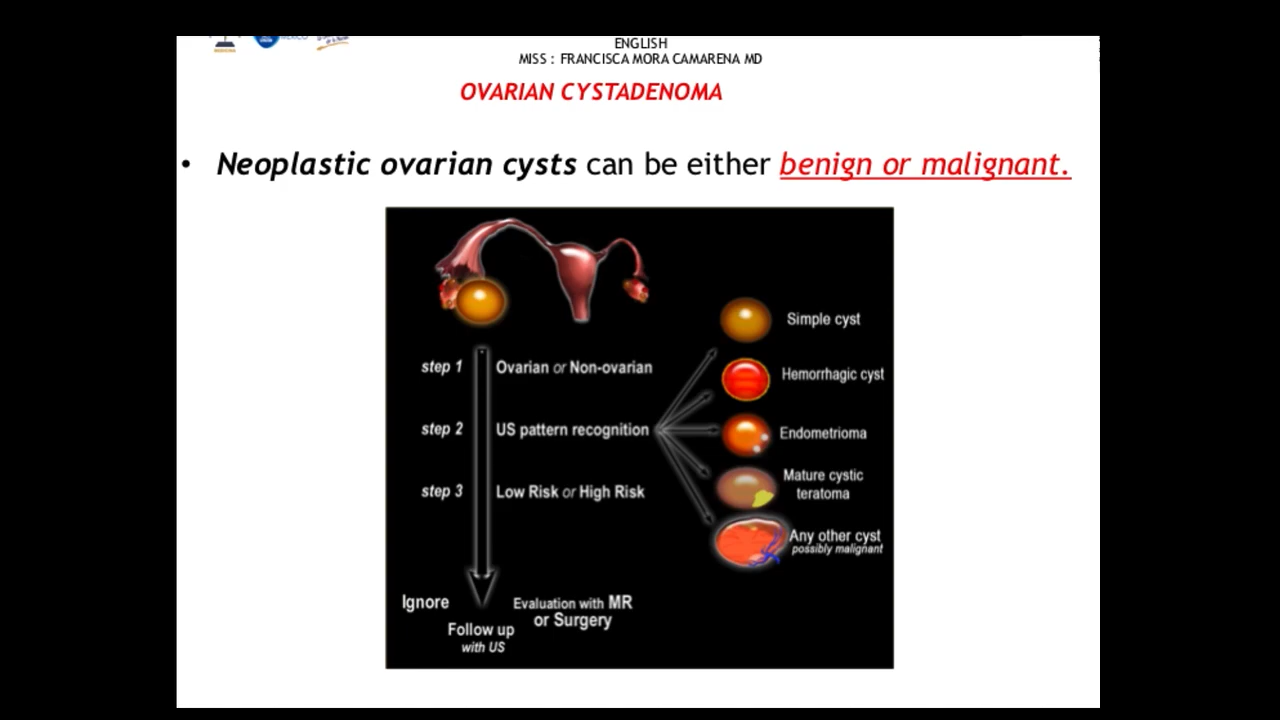 ENGLISH
MISS : FRANCISCA MORA CAMARENA MD
OVARIAN CYSTADENOMA
• Neoplastic ovarian cysts can be either benign or malignant.
Simple cyst
step 1 Ovarian or Non-ovarian
Hemorrhagic cyst
step 2 US pattern recognition
Endometrioma
Mature cystic
teratoma
step 3 Low Risk or High Risk
Any other cyst
possibly malignant
Ignore
Evaluation with MR
or Surgery
Follow up
with US